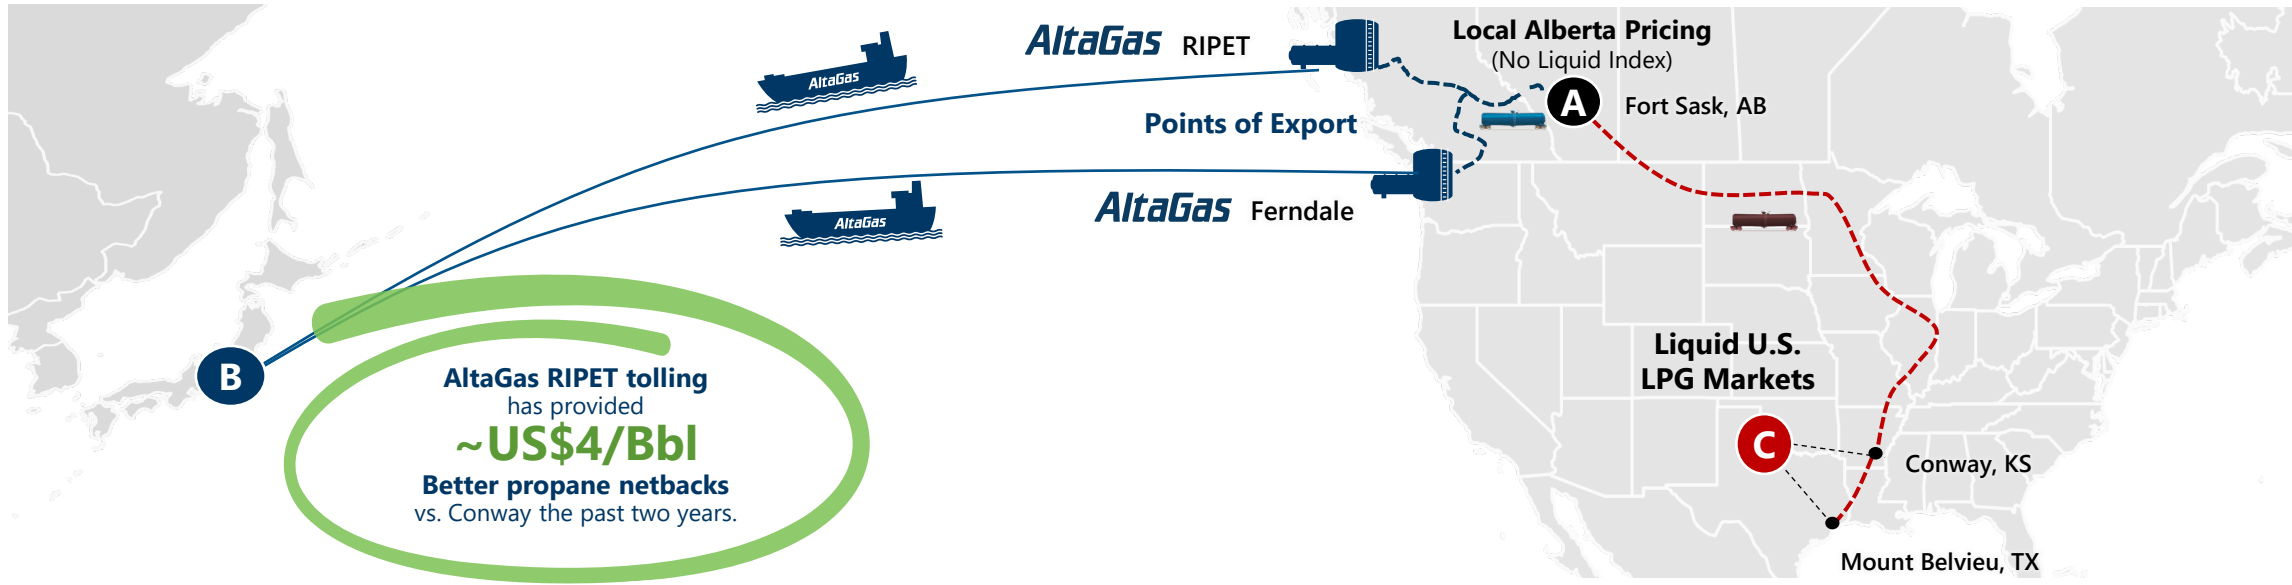 AltaGas RIPET
AltaGas
Local Alberta Pricing
(No Liquid Index)
A
Fort Sask, AB
Points of Export
AltaGas Ferndale
AltaGas
B
AltaGas RIPET tolling
has provided
~US$4/Bbl
Better propane netbacks
vs. Conway the past two years.
Liquid U.S.
LPG Markets
C
Conway, KS
Mount Belvieu, TX